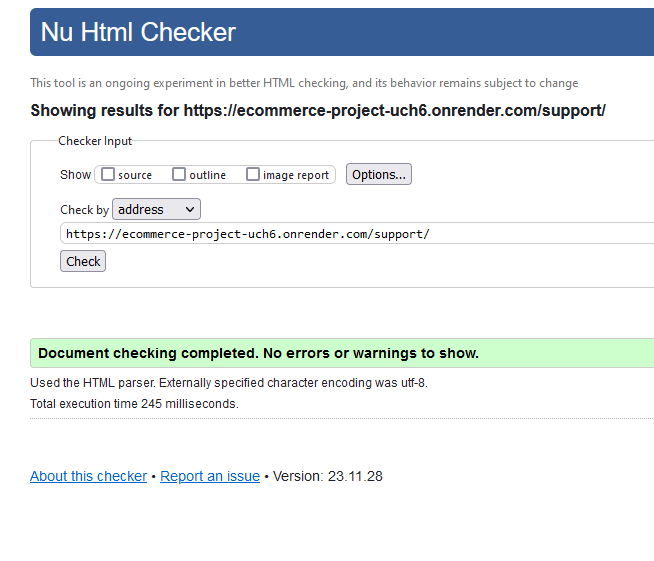 Nu Html Checker
This tool is an ongoing experiment in better HTML checking, and its behavior remains subject to change
Showing results for https://ecommerce-project-uch6.onrender.com/support/
Checker Input
Show source outline image report Options...
Check by address
https://ecommerce-project-uch6.onrender.com/support/
Check
Document checking completed. No errors or warnings to show.
Used the HTML parser. Externally specified character encoding was utf-8.
Total execution time 245 milliseconds.
About this checker • Report an issue • Version: 23.11.28